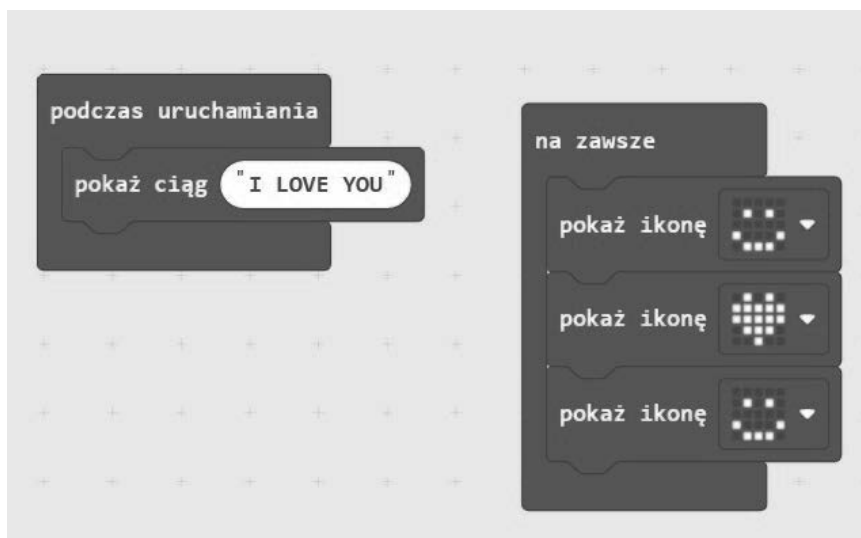 podczas uruchamiania
pokaż ciąg "I LOVE YOU"
na zawsze
pokaż ikonę
pokaż ikonę
pokaż ikonę